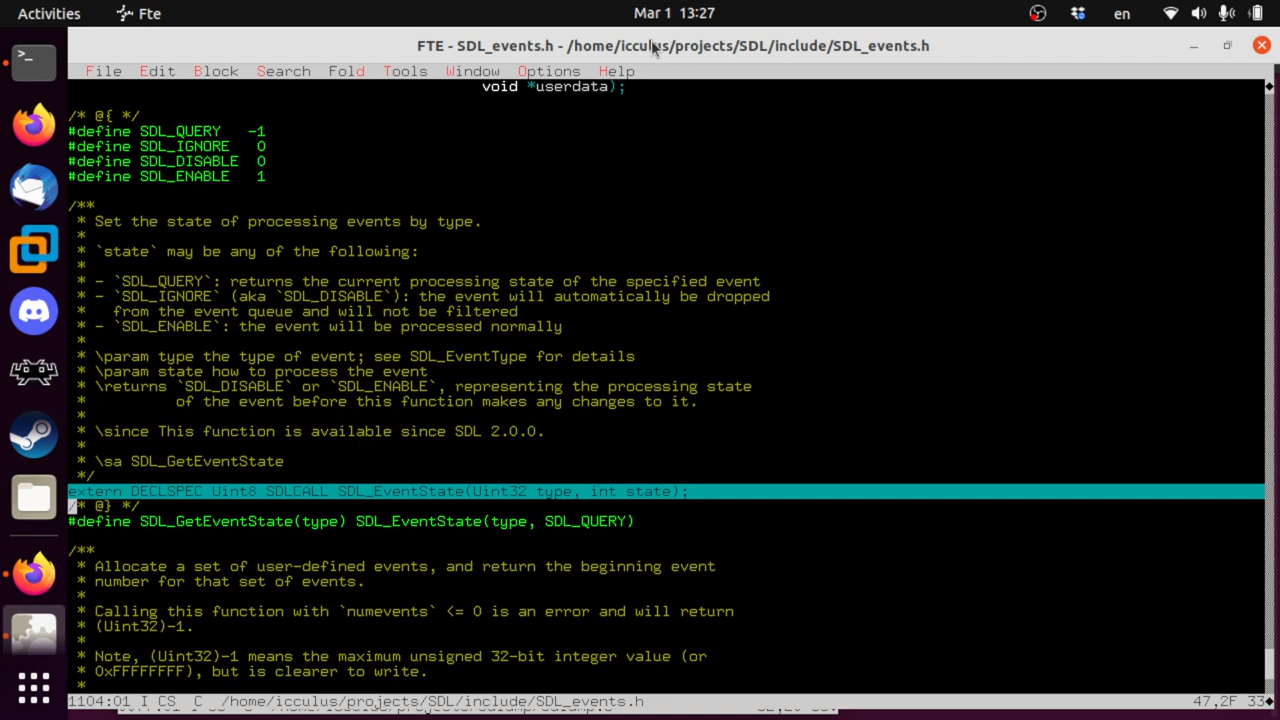 Activities Fte Mar 1 13:27 en
FTE - SDL_events.h - /home/icculus/projects/SDL/include/SDL_events.h
File Edit Block Search Fold Tools Window Options Help
void *userdata);
/* @{ */
#define SDL_QUERY   -1
#define SDL_IGNORE   0
#define SDL_DISABLE  0
#define SDL_ENABLE   1
/**
 * Set the state of processing events by type.
 *
 * `state` may be any of the following:
 *
 * - `SDL_QUERY`: returns the current processing state of the specified event
 * - `SDL_IGNORE` (aka `SDL_DISABLE`): the event will automatically be dropped
 *   from the event queue and will not be filtered
 * - `SDL_ENABLE`: the event will be processed normally
 *
 * \param type the type of event; see SDL_EventType for details
 * \param state how to process the event
 * \returns `SDL_DISABLE` or `SDL_ENABLE`, representing the processing state
 *          of the event before this function makes any changes to it.
 *
 * \since This function is available since SDL 2.0.0.
 *
 * \sa SDL_GetEventState
 */
extern DECLSPEC Uint8 SDLCALL SDL_EventState(Uint32 type, int state);
/* @} */
#define SDL_GetEventState(type) SDL_EventState(type, SDL_QUERY)
/**
 * Allocate a set of user-defined events, and return the beginning event
 * number for that set of events.
 *
 * Calling this function with `numevents` <= 0 is an error and will return
 * (Uint32)-1.
 *
 * Note, (Uint32)-1 means the maximum unsigned 32-bit integer value (or
 * 0xFFFFFFFF), but is clearer to write.
 *
1104:01 I CS  C  /home/icculus/projects/SDL/include/SDL_events.h 47,2F 33